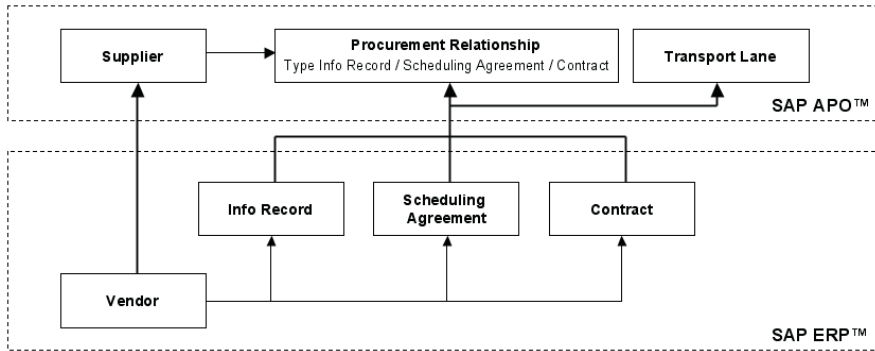 Supplier
Procurement Relationship
Type Info Record / Scheduling Agreement / Contract
Transport Lane
SAP APO™
Info Record
Scheduling
Agreement
Contract
Vendor
SAP ERP™